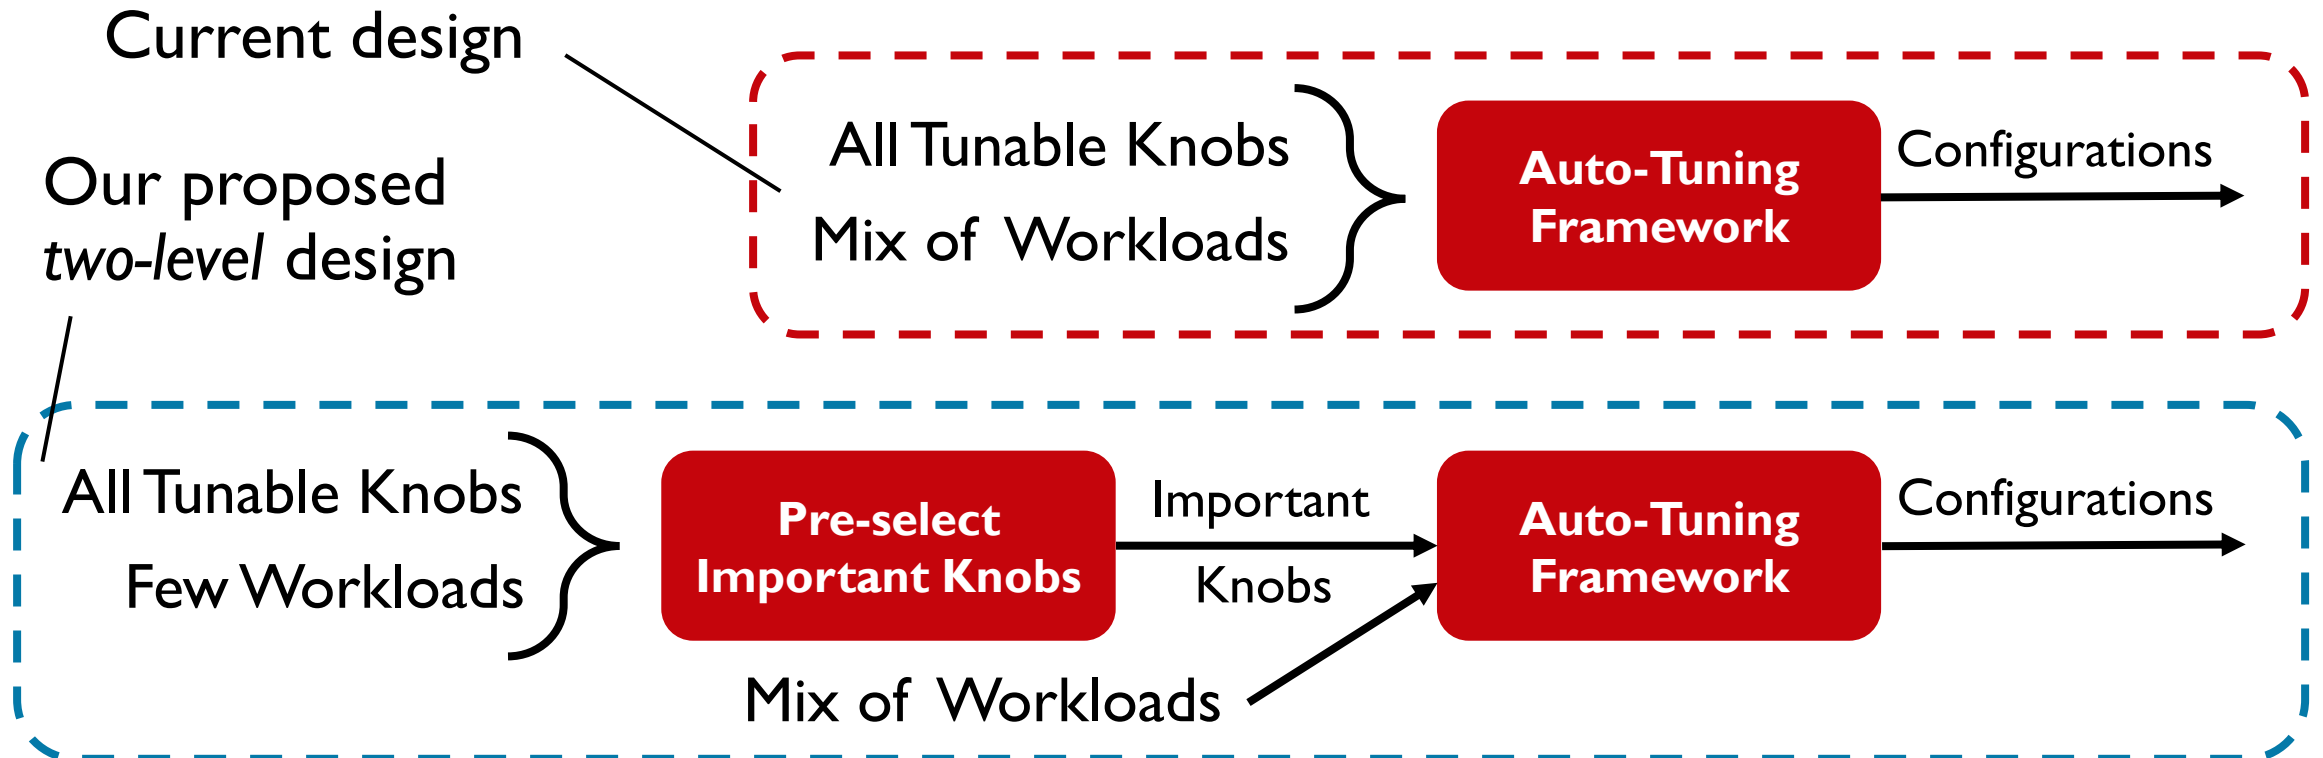 Current design
All Tunable Knobs
Mix of Workloads
Auto-Tuning
Framework
Configurations
Our proposed
two-level design
All Tunable Knobs
Few Workloads
Pre-select
Important Knobs
Important
Knobs
Mix of Workloads
Auto-Tuning
Framework
Configurations